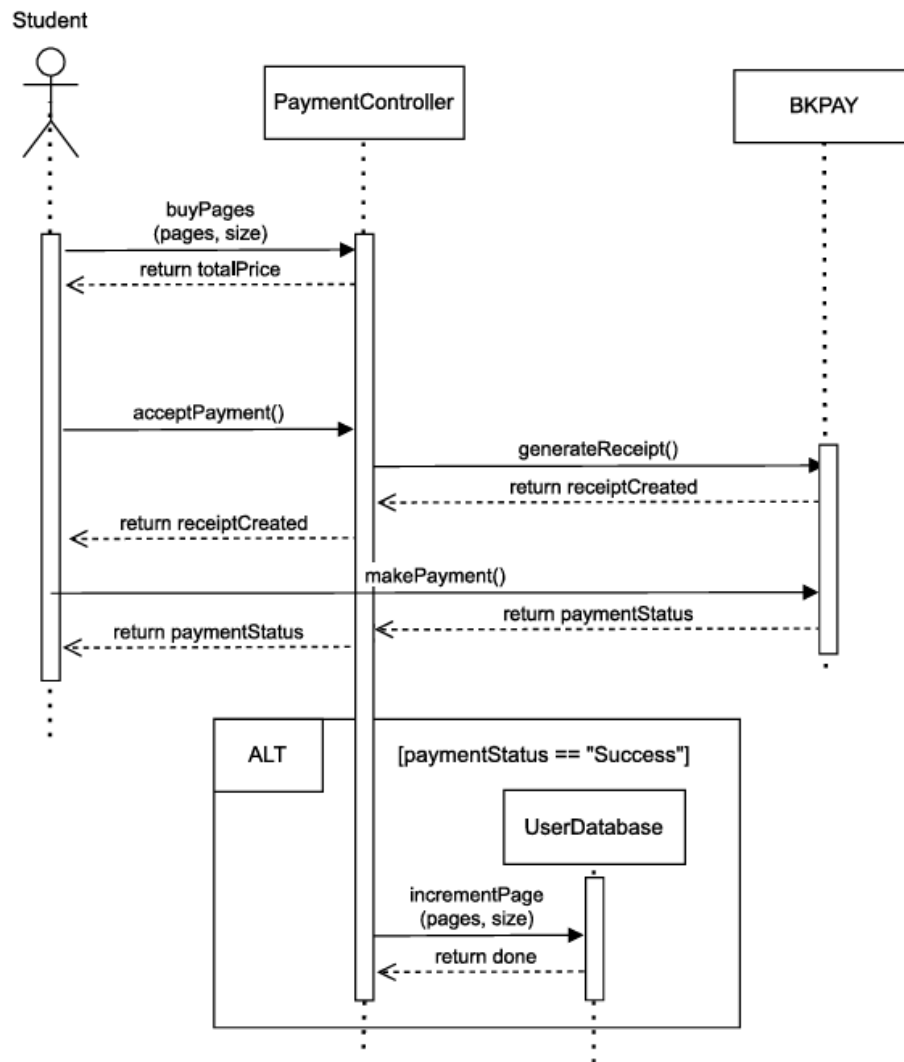 Student
PaymentController
BKPAY
buyPages
(pages, size)
return totalPrice
acceptPayment()
generateReceipt()
return receiptCreated
return receiptCreated
makePayment()
return paymentStatus
return paymentStatus
ALT
[paymentStatus == "Success"]
UserDatabase
incrementPage
(pages, size)
return done